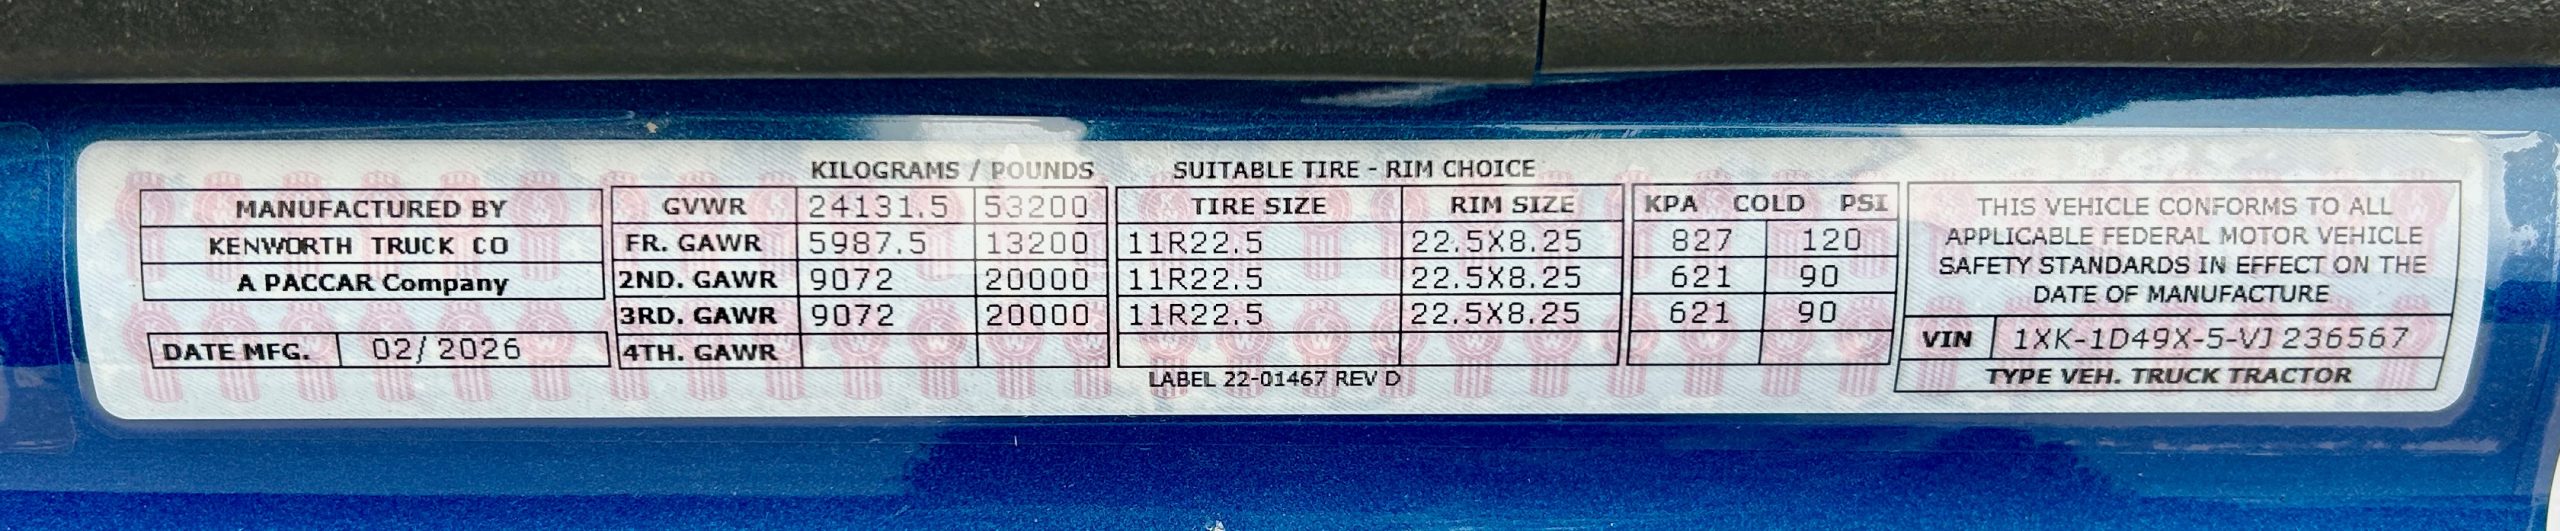 KILOGRAMS / POUNDS SUITABLE TIRE - RIM CHOICE
MANUFACTURED BY
KENWORTH TRUCK CO
A PACCAR Company
DATE MFG. 02/2026
GVWR 24131.5 53200
FR. GAWR 5987.5 13200
2ND. GAWR 9072 20000
3RD. GAWR 9072 20000
4TH. GAWR
TIRE SIZE RIM SIZE
11R22.5 22.5X8.25
11R22.5 22.5X8.25
11R22.5 22.5X8.25
KPA COLD PSI
827 120
621 90
621 90
LABEL 22-01467 REV D
THIS VEHICLE CONFORMS TO ALL
APPLICABLE FEDERAL MOTOR VEHICLE
SAFETY STANDARDS IN EFFECT ON THE
DATE OF MANUFACTURE
VIN 1XK-1D49X-5-VJ236567
TYPE VEH. TRUCK TRACTOR